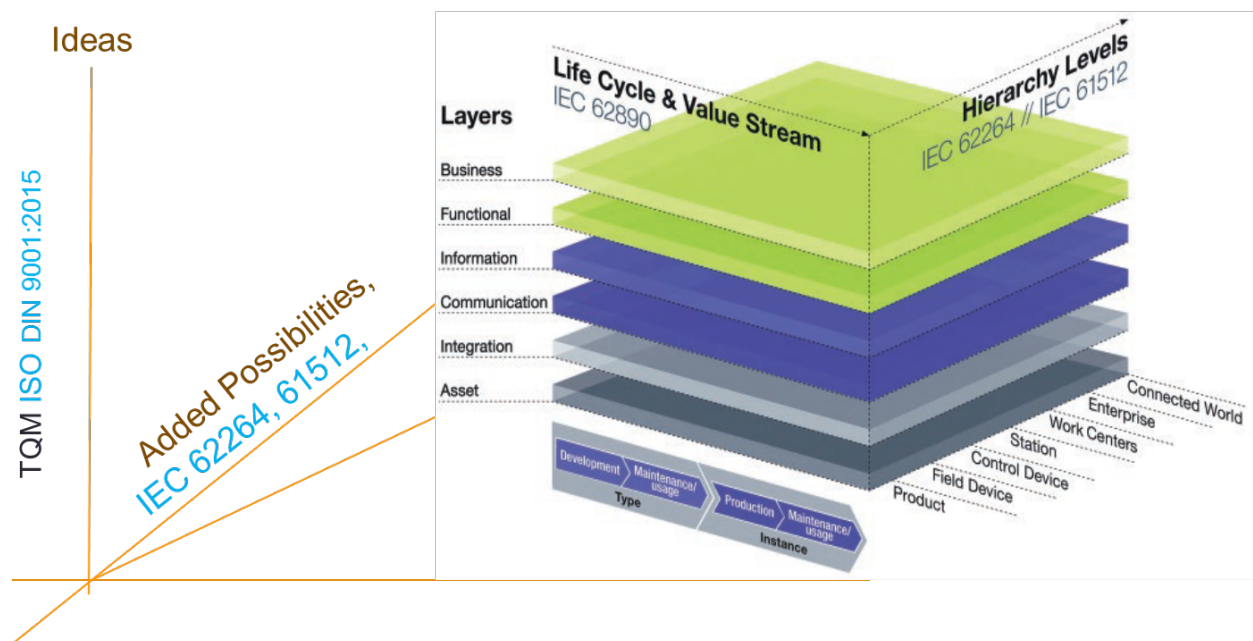 Ideas
TQM ISO DIN 9001:2015
Added Possibilities,
IEC 62264, 61512,
Life Cycle & Value Stream
IEC 62890
Hierarchy Levels
IEC 62264 // IEC 61512
Layers
Business
Functional
Information
Communication
Integration
Asset
Connected World
Enterprise
Work Centers
Station
Control Device
Field Device
Product
Development
Maintenance/
usage
Type
Production
Maintenance/
usage
Instance